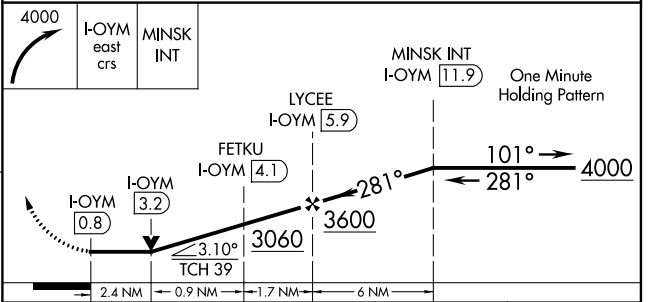 4000
I-OYM
east
crs
MINSK
INT
MINSK INT
I-OYM 11.9
One Minute
Holding Pattern
LYCEE
I-OYM 5.9
FETKU
I-OYM 4.1
I-OYM
3.2
I-OYM
0.8
101°
281°
281°
4000
3600
3060
3.10°
TCH 39
2.4 NM
0.9 NM
1.7 NM
6 NM